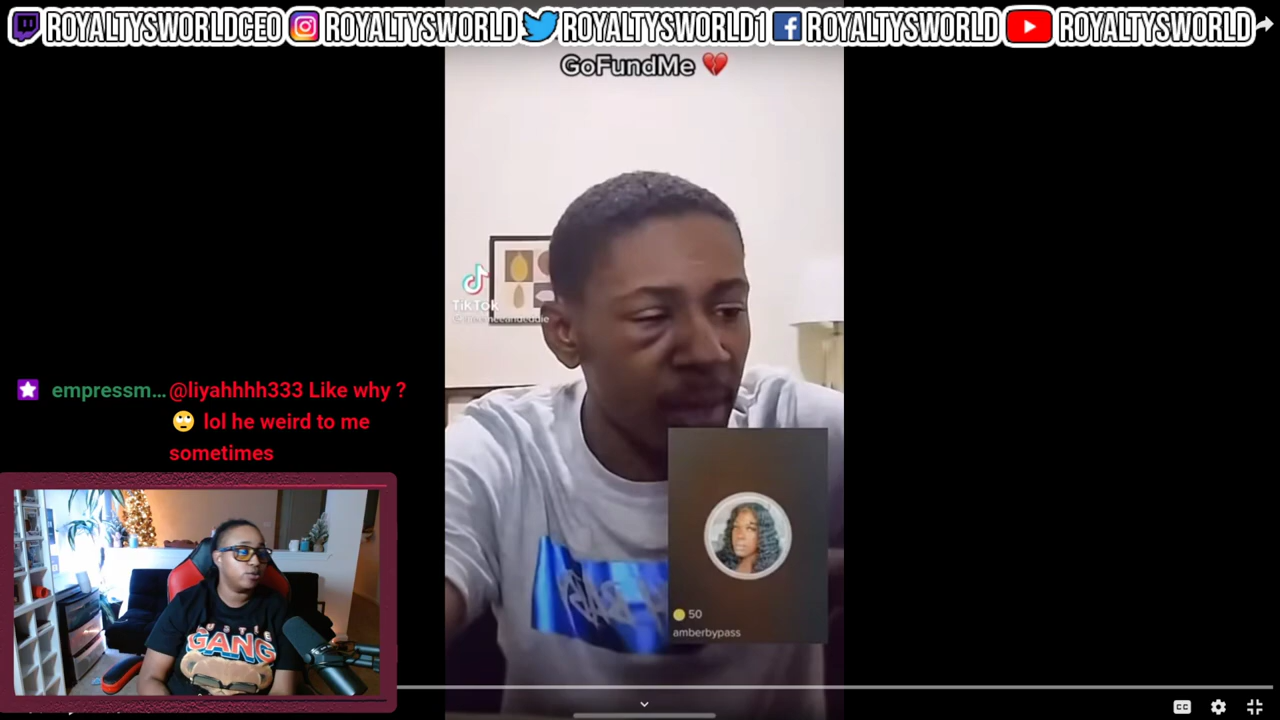 ROYALTYSWORLDCEO ROYALTYSWORLD ROYALTYSWORLD1 ROYALTYSWORLD ROYALTYSWORLD
GoFundMe 💔
TikTok
empressm... @liyahhhh333 Like why ?
🙄 lol he weird to me
sometimes
GANG
50
amberbypass
CC